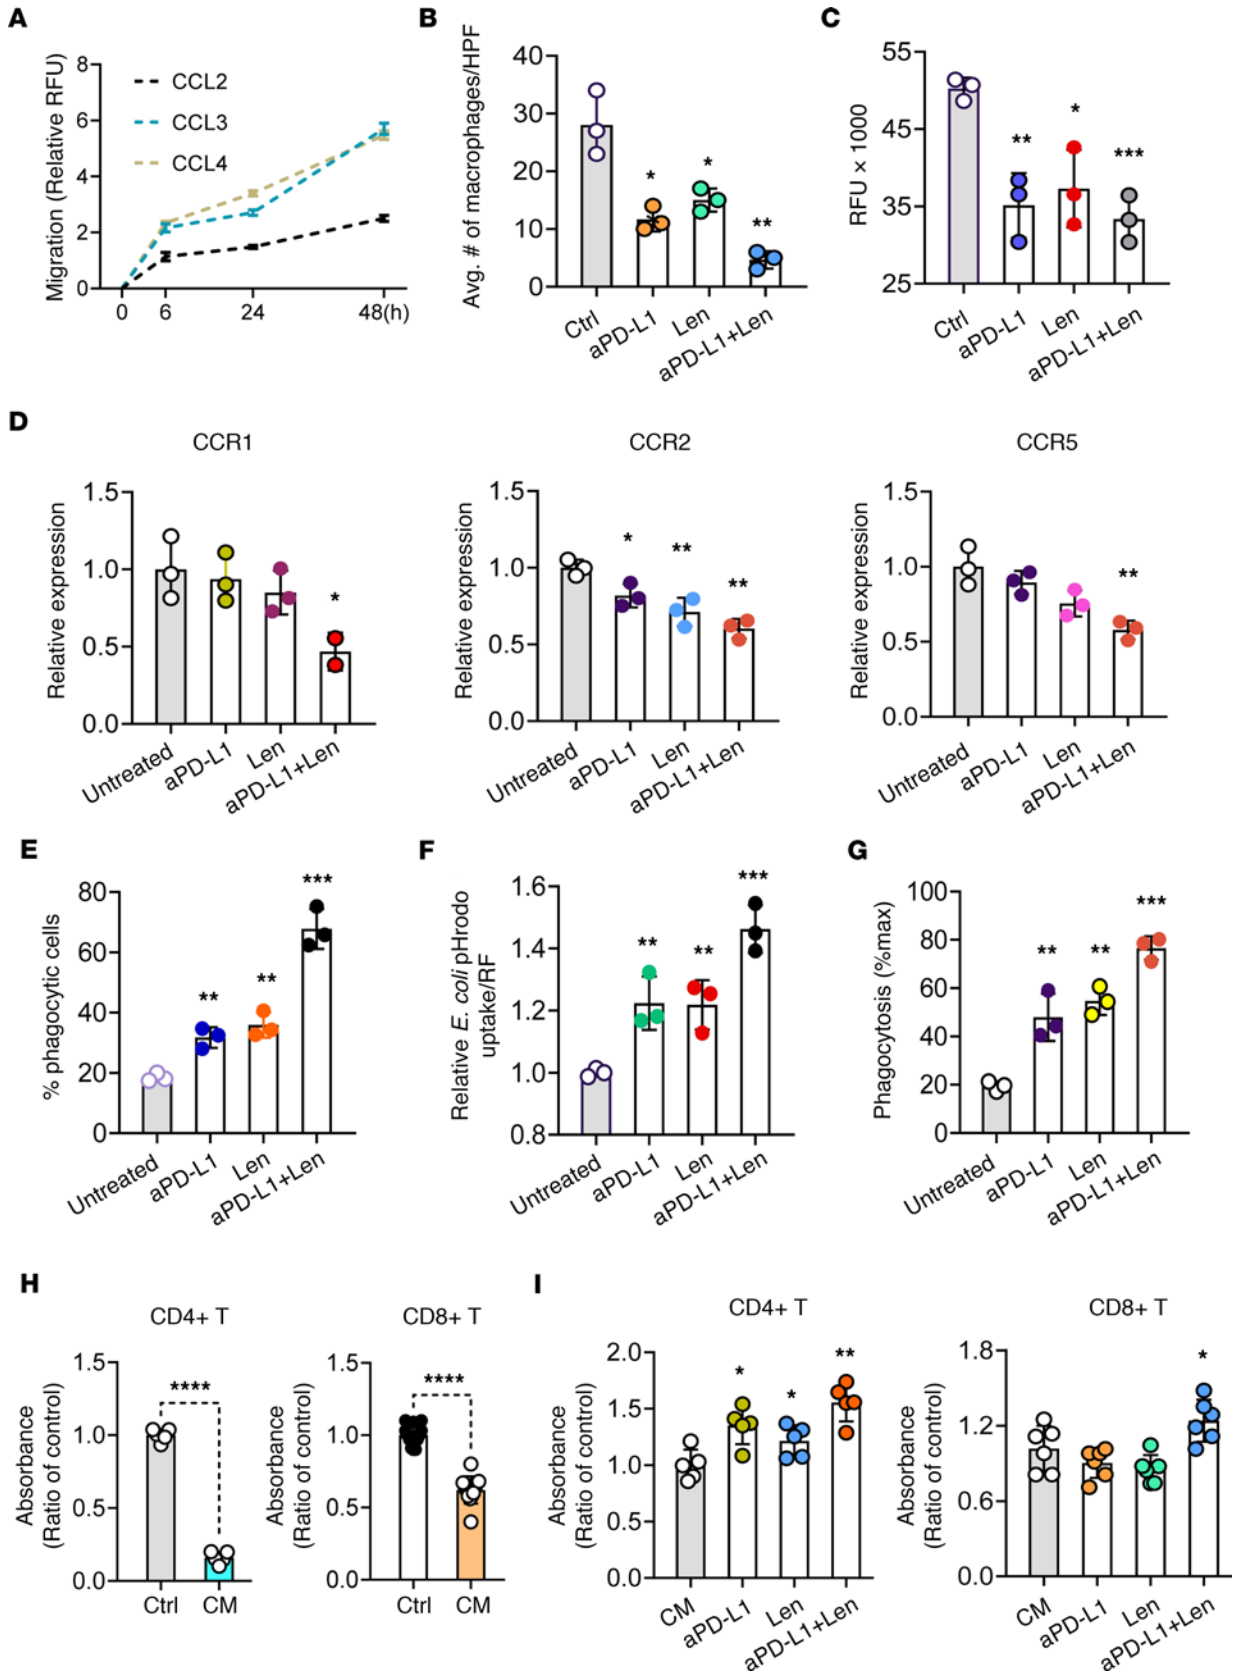 A
Migration (Relative RFU)
8
6
4
2
0
CCL2
CCL3
CCL4
0 6 24 48(h)
B
Avg. # of macrophages/HPF
40
30
20
10
0
* * **
Ctrl aPD-L1 Len aPD-L1+Len
C
RFU × 1000
55
45
35
25
** * ***
Ctrl aPD-L1 Len aPD-L1+Len
D
CCR1
Relative expression
1.5
1.0
0.5
0.0
*
Untreated aPD-L1 Len aPD-L1+Len
CCR2
Relative expression
1.5
1.0
0.5
0.0
* ** **
Untreated aPD-L1 Len aPD-L1+Len
CCR5
Relative expression
1.5
1.0
0.5
0.0
**
Untreated aPD-L1 Len aPD-L1+Len
E
% phagocytic cells
80
60
40
20
0
** ** ***
Untreated aPD-L1 Len aPD-L1+Len
F
Relative E. coli pHrodo
uptake/RF
1.6
1.4
1.2
1.0
0.8
** ** ***
Untreated aPD-L1 Len aPD-L1+Len
G
Phagocytosis (%max)
100
80
60
40
20
0
** ** ***
Untreated aPD-L1 Len aPD-L1+Len
H
CD4+ T
Absorbance
(Ratio of control)
1.5
1.0
0.5
0.0
****
Ctrl CM
CD8+ T
Absorbance
(Ratio of control)
1.5
1.0
0.5
0.0
****
Ctrl CM
I
CD4+ T
Absorbance
(Ratio of control)
2.0
1.5
1.0
0.5
0.0
* * **
CM aPD-L1 Len aPD-L1+Len
CD8+ T
Absorbance
(Ratio of control)
1.8
1.2
0.6
0.0
*
CM aPD-L1 Len aPD-L1+Len